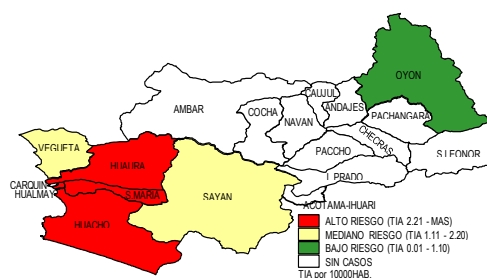 OYON
CAUJUL
AMBAR
COCHA
NAVAN
ANDAJES
PACHANGARA
CHECRAS
VEGUETA
HUAURA
PACCHO
S.LEONOR
L.PRADO
CARQUIN
HUALMAY
S.MARIA
SAYAN
ACOTAMA-IHUARI
HUACHO
ALTO RIESGO (TIA 2.21 - MAS)
MEDIANO RIESGO (TIA 1.11 - 2.20)
BAJO RIESGO (TIA 0.01 - 1.10)
SIN CASOS
TIA por 10000HAB.